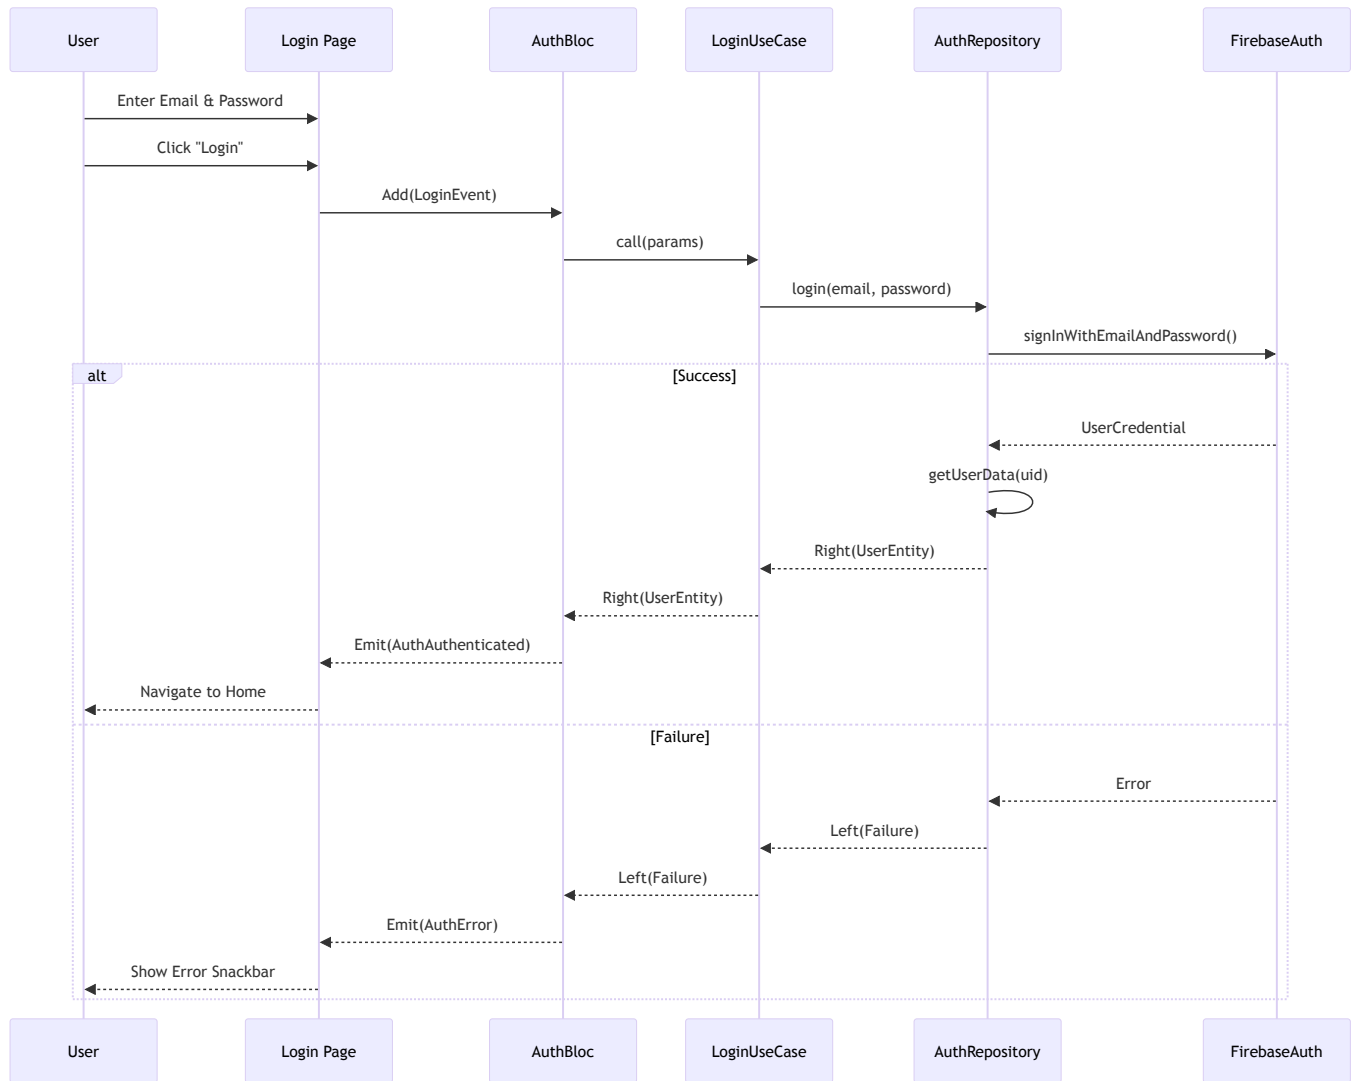 User
Login Page
AuthBloc
LoginUseCase
AuthRepository
FirebaseAuth
Enter Email & Password
Click "Login"
Add(LoginEvent)
call(params)
login(email, password)
signInWithEmailAndPassword()
alt
[Success]
UserCredential
getUserData(uid)
Right(UserEntity)
Right(UserEntity)
Emit(AuthAuthenticated)
Navigate to Home
[Failure]
Error
Left(Failure)
Left(Failure)
Emit(AuthError)
Show Error Snackbar
User
Login Page
AuthBloc
LoginUseCase
AuthRepository
FirebaseAuth